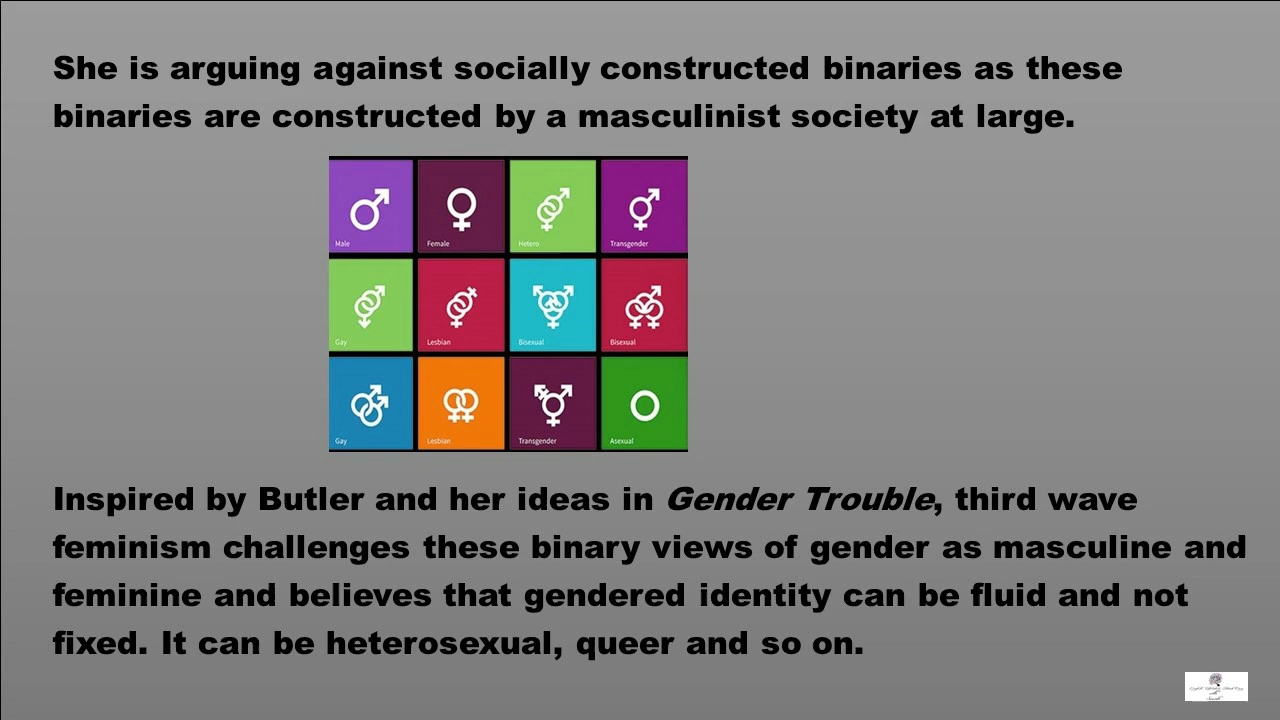 She is arguing against socially constructed binaries as these
binaries are constructed by a masculinist society at large.
Male
Female
Hetero
Transgender
Gay
Lesbian
Bisexual
Bisexual
Gay
Lesbian
Transgender
Asexual
Inspired by Butler and her ideas in Gender Trouble, third wave
feminism challenges these binary views of gender as masculine and
feminine and believes that gendered identity can be fluid and not
fixed. It can be heterosexual, queer and so on.